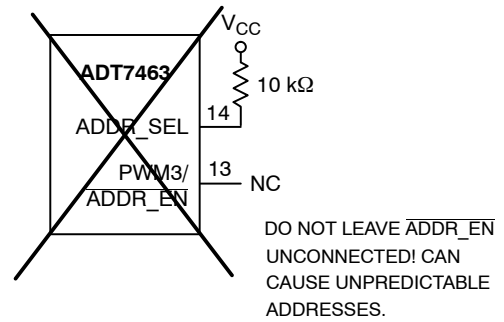 VCC
ADT7463
10 kΩ
14
ADDR_SEL
PWM3/
13
NC
ADDR_EN
DO NOT LEAVE ADDR_EN
UNCONNECTED! CAN
CAUSE UNPREDICTABLE
ADDRESSES.